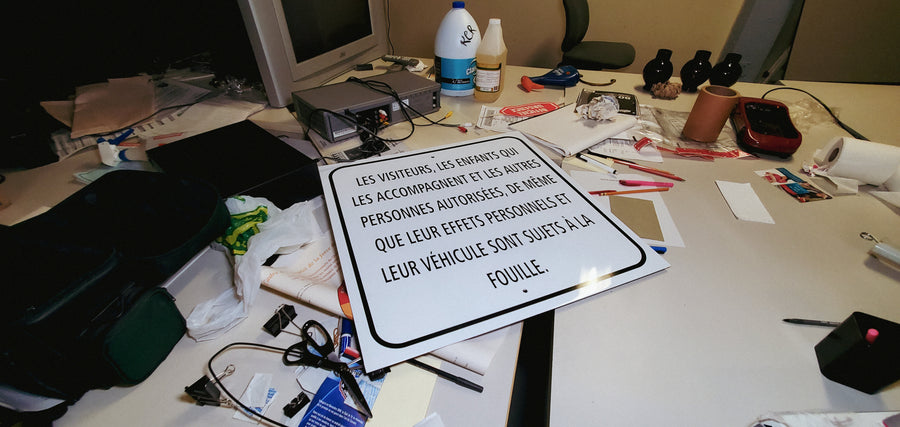 KCR
LES VISITEURS, LES ENFANTS QUI
LES ACCOMPAGNENT ET LES AUTRES
PERSONNES AUTORISÉES, DE MÊME
QUE LEUR EFFETS PERSONNELS ET
LEUR VÉHICULE SONT SUJETS À LA
FOUILLE.